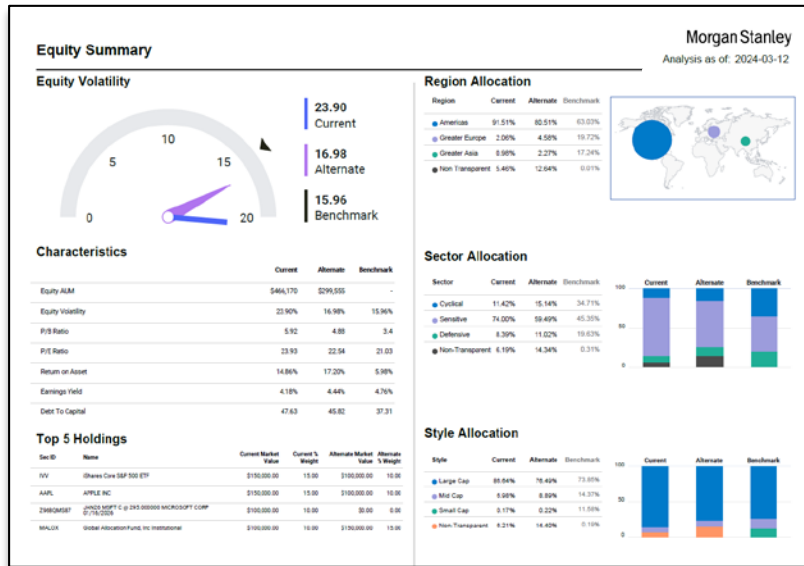 Morgan Stanley
Equity Summary
Analysis as of: 2024-03-12
Equity Volatility
0
5
10
15
20
23.90
Current
16.98
Alternate
15.96
Benchmark
Characteristics
Current Alternate Benchmark
Equity AUM $466,170 $299,555 -
Equity Volatility 23.90% 16.98% 15.96%
P/B Ratio 5.92 4.88 3.4
P/E Ratio 23.93 22.54 21.03
Return on Asset 14.86% 17.20% 5.98%
Earnings Yield 4.18% 4.44% 4.76%
Debt To Capital 47.63 45.82 37.31
Top 5 Holdings
Sec ID Name Current Market Value Current % Weight Alternate Market Value Alternate % Weight
IVV iShares Core S&P 500 ETF $150,000.00 15.00 $100,000.00 10.00
AAPL APPLE INC $150,000.00 15.00 $100,000.00 10.00
MSFT C @ 295.000000 MICROSOFT CORP $100,000.00 10.00 $0.00 0.00
MALOX Global Allocation Fund, Inc Institutional $100,000.00 10.00 $150,000.00 15.00
Region Allocation
Region Current Alternate Benchmark
Americas 91.51% 80.51% 63.03%
Greater Europe 2.06% 4.58% 19.72%
Greater Asia 0.98% 2.27% 17.24%
Non Transparent 5.46% 12.64% 0.01%
Sector Allocation
Sector Current Alternate Benchmark
Cyclical 11.42% 15.14% 34.71%
Sensitive 74.00% 59.49% 45.35%
Defensive 8.39% 11.02% 19.63%
Non-Transparent 6.19% 14.34% 0.31%
Current Alternate Benchmark
100
50
0
Style Allocation
Style Current Alternate Benchmark
Large Cap 86.64% 76.49% 73.85%
Mid Cap 6.98% 8.89% 14.37%
Small Cap 0.17% 0.22% 11.58%
Non-Transparent 6.21% 14.40%
Current Alternate Benchmark
100
50
0